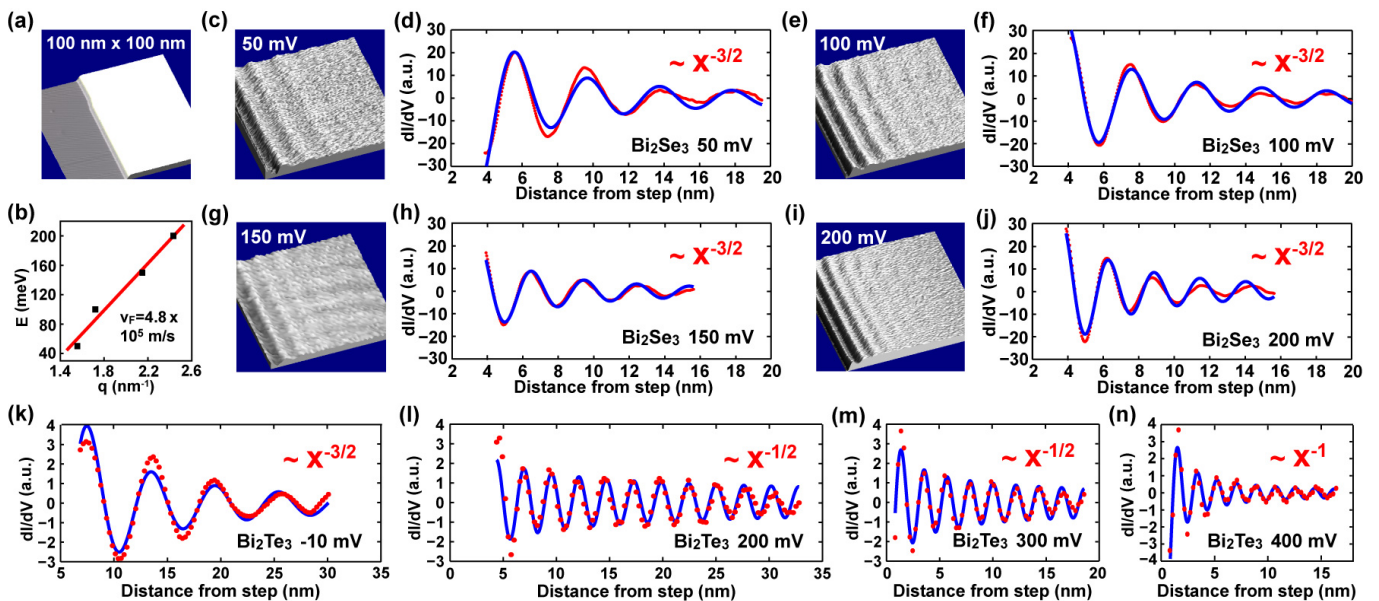 (a)
100 nm x 100 nm
(c)
50 mV
(d)
30
20
10
0
−10
−20
−30
dI/dV (a.u.)
~ X^-3/2
Bi₂Se₃ 50 mV
2 4 6 8 10 12 14 16 18 20
Distance from step (nm)
(e)
100 mV
(f)
30
20
10
0
−10
−20
−30
dI/dV (a.u.)
~ X^-3/2
Bi₂Se₃ 100 mV
2 4 6 8 10 12 14 16 18 20
Distance from step (nm)
(b)
200
160
120
80
40
E (meV)
v_F=4.8 x
10⁵ m/s
1.4 1.8 2.2 2.6
q (nm⁻¹)
(g)
150 mV
(h)
30
20
10
0
−10
−20
−30
dI/dV (a.u.)
~ X^-3/2
Bi₂Se₃ 150 mV
2 4 6 8 10 12 14 16 18 20
Distance from step (nm)
(i)
200 mV
(j)
30
20
10
0
−10
−20
−30
dI/dV (a.u.)
~ X^-3/2
Bi₂Se₃ 200 mV
2 4 6 8 10 12 14 16 18 20
Distance from step (nm)
(k)
4
3
2
1
0
−1
−2
−3
dI/dV (a.u.)
~ X^-3/2
Bi₂Te₃ -10 mV
5 10 15 20 25 30 35
Distance from step (nm)
(l)
4
3
2
1
0
−1
−2
−3
dI/dV (a.u.)
~ X^-1/2
Bi₂Te₃ 200 mV
0 5 10 15 20 25 30 35
Distance from step (nm)
(m)
4
3
2
1
0
−1
−2
−3
dI/dV (a.u.)
~ X^-1/2
Bi₂Te₃ 300 mV
0 5 10 15 20
Distance from step (nm)
(n)
4
3
2
1
0
−1
−2
−3
−4
dI/dV (a.u.)
~ X^-1
Bi₂Te₃ 400 mV
0 5 10 15
Distance from step (nm)